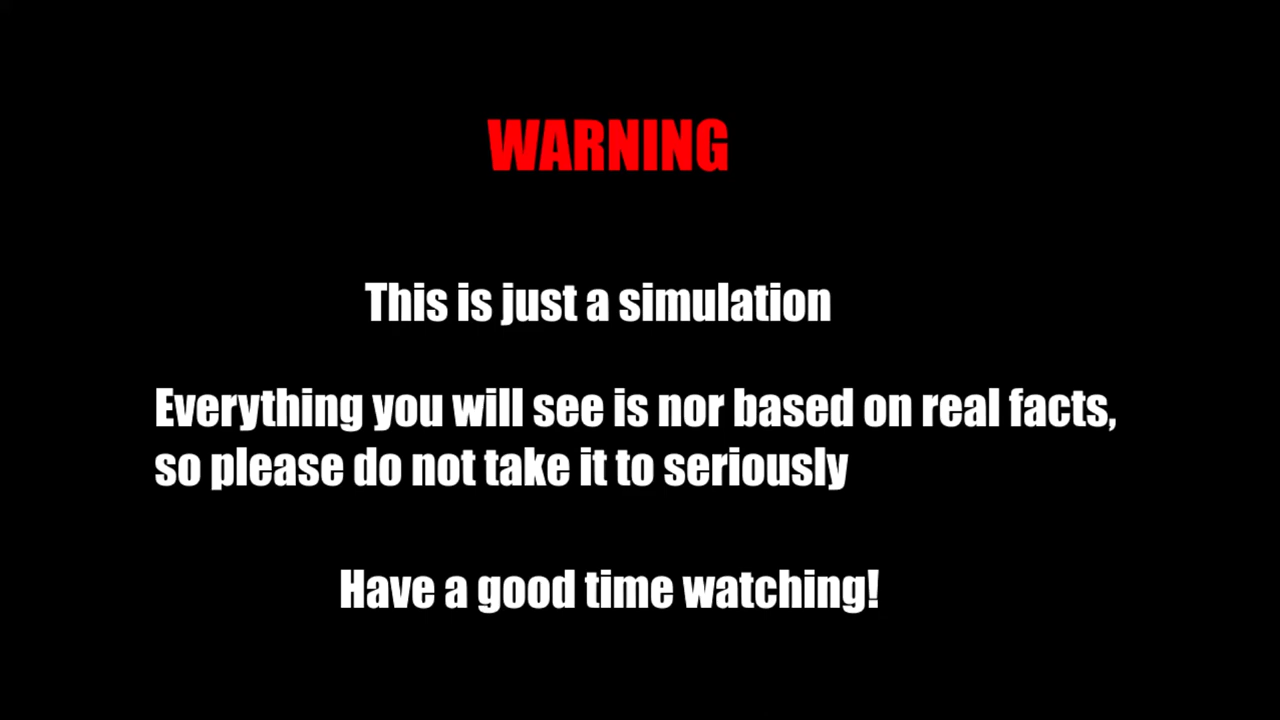 WARNING
This is just a simulation
Everything you will see is nor based on real facts,
so please do not take it to seriously
Have a good time watching!